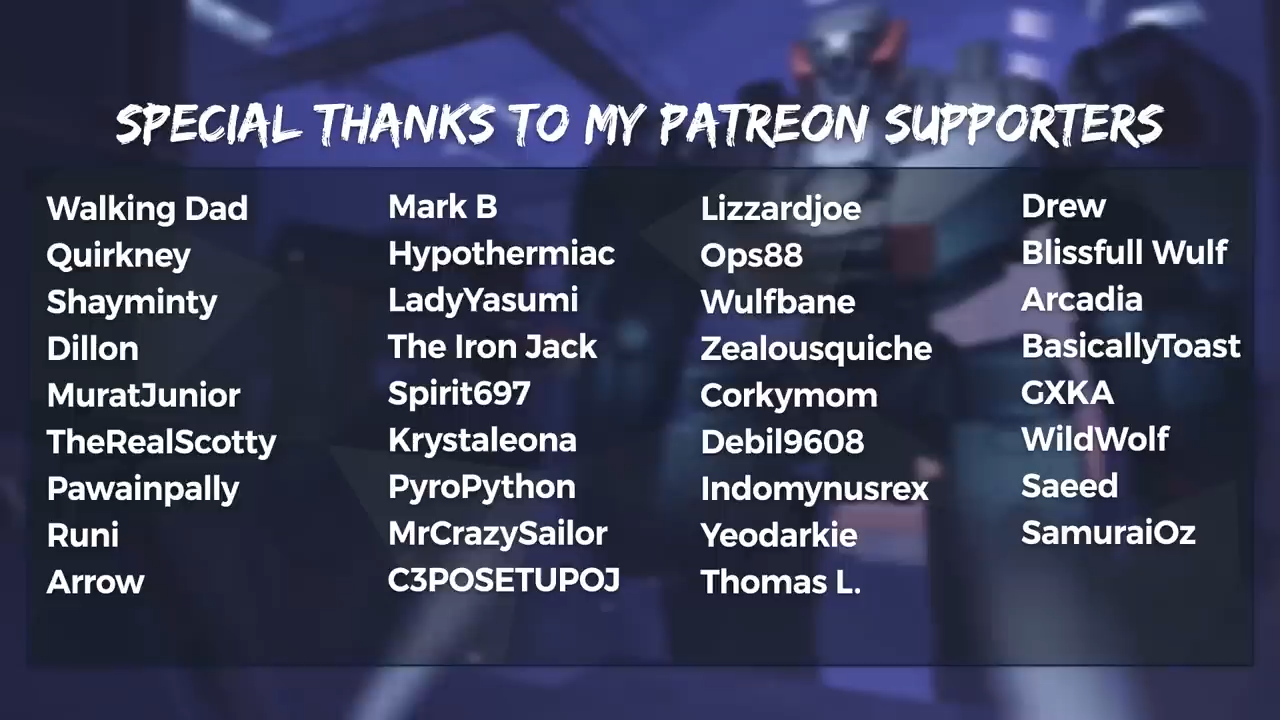 SPECIAL THANKS TO MY PATREON SUPPORTERS
Walking Dad
Quirkney
Shayminty
Dillon
MuratJunior
TheRealScotty
Pawainpally
Runi
Arrow
Mark B
Hypothermiac
LadyYasumi
The Iron Jack
Spirit697
Krystaleona
PyroPython
MrCrazySailor
C3POSETUPOJ
Lizzardjoe
Ops88
Wulfbane
Zealousquiche
Corkymom
Debil9608
Indomynusrex
Yeodarkie
Thomas L.
Drew
Blissfull Wulf
Arcadia
BasicallyToast
GXKA
WildWolf
Saeed
SamuraiOz